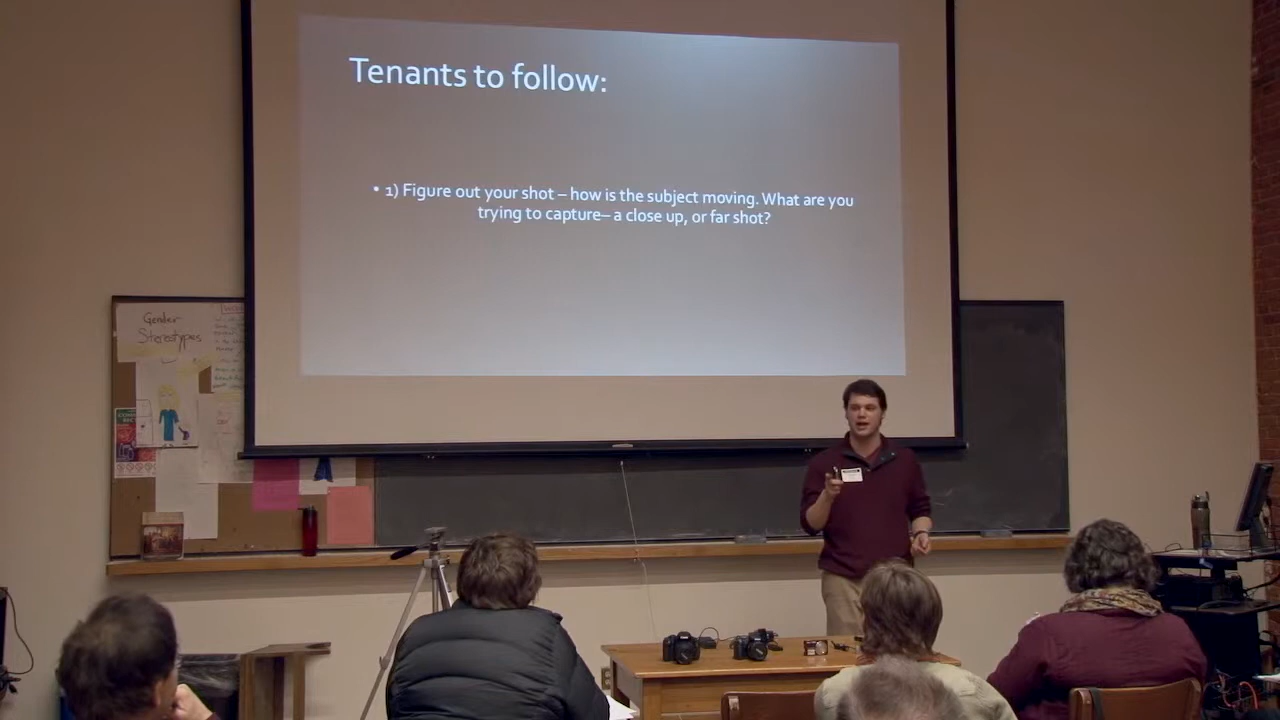 Tenants to follow:
• 1) Figure out your shot – how is the subject moving. What are you
trying to capture– a close up, or far shot?
Gender
Stereotypes